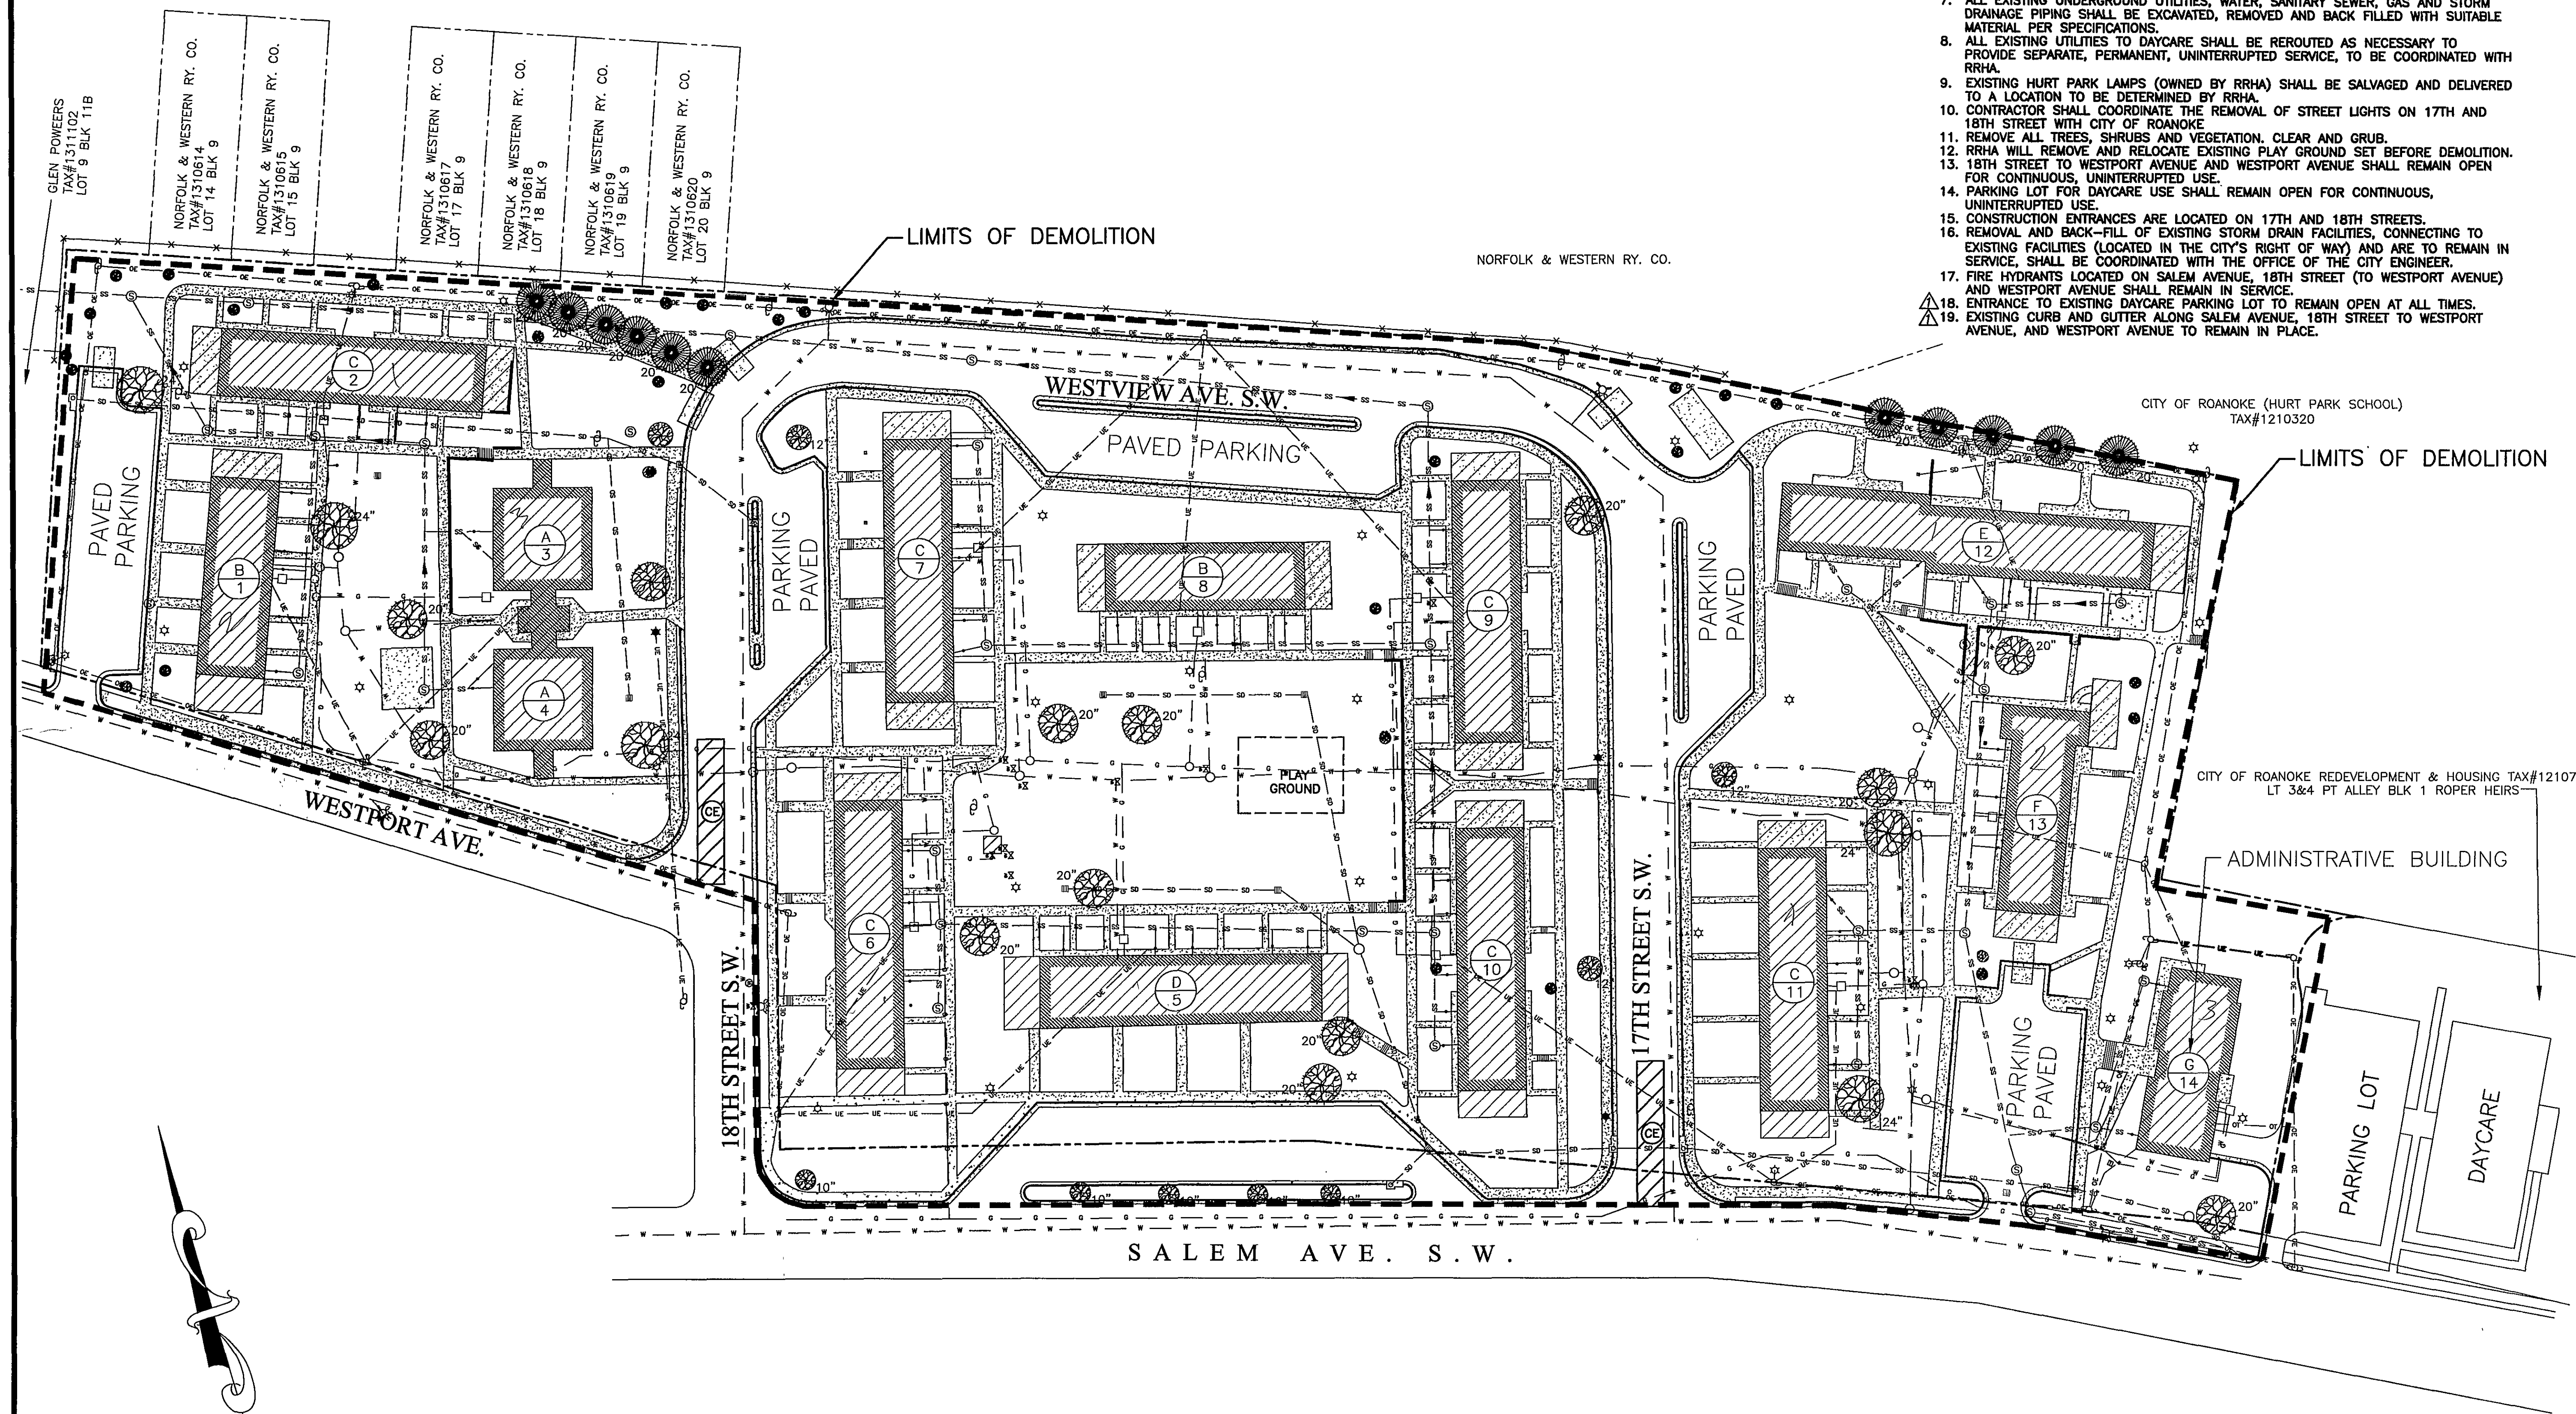 7. ALL EXISTING UNDERGROUND UTILITIES, WATER, SANITARY SEWER, GAS AND STORM
DRAINAGE PIPING SHALL BE EXCAVATED, REMOVED AND BACK FILLED WITH SUITABLE
MATERIAL PER SPECIFICATIONS.
8. ALL EXISTING UTILITIES TO DAYCARE SHALL BE REROUTED AS NECESSARY TO
PROVIDE SEPARATE, PERMANENT, UNINTERRUPTED SERVICE, TO BE COORDINATED WITH
RRHA.
9. EXISTING HURT PARK LAMPS (OWNED BY RRHA) SHALL BE SALVAGED AND DELIVERED
TO A LOCATION TO BE DETERMINED BY RRHA.
10. CONTRACTOR SHALL COORDINATE THE REMOVAL OF STREET LIGHTS ON 17TH AND
18TH STREET WITH CITY OF ROANOKE
11. REMOVE ALL TREES, SHRUBS AND VEGETATION. CLEAR AND GRUB.
12. RRHA WILL REMOVE AND RELOCATE EXISTING PLAY GROUND SET BEFORE DEMOLITION.
13. 18TH STREET TO WESTPORT AVENUE AND WESTPORT AVENUE SHALL REMAIN OPEN
FOR CONTINUOUS, UNINTERRUPTED USE.
14. PARKING LOT FOR DAYCARE USE SHALL REMAIN OPEN FOR CONTINUOUS,
UNINTERRUPTED USE.
15. CONSTRUCTION ENTRANCES ARE LOCATED ON 17TH AND 18TH STREETS.
16. REMOVAL AND BACK-FILL OF EXISTING STORM DRAIN FACILITIES, CONNECTING TO
EXISTING FACILITIES (LOCATED IN THE CITY'S RIGHT OF WAY) AND ARE TO REMAIN IN
SERVICE, SHALL BE COORDINATED WITH THE OFFICE OF THE CITY ENGINEER.
17. FIRE HYDRANTS LOCATED ON SALEM AVENUE, 18TH STREET (TO WESTPORT AVENUE)
AND WESTPORT AVENUE SHALL REMAIN IN SERVICE.
1 18. ENTRANCE TO EXISTING DAYCARE PARKING LOT TO REMAIN OPEN AT ALL TIMES.
1 19. EXISTING CURB AND GUTTER ALONG SALEM AVENUE, 18TH STREET TO WESTPORT
AVENUE, AND WESTPORT AVENUE TO REMAIN IN PLACE.
GLEN POWEERS
TAX#1311102
LOT 9 BLK 11B
NORFOLK & WESTERN RY. CO.
TAX#1310614
LOT 14 BLK 9
NORFOLK & WESTERN RY. CO.
TAX#1310615
LOT 15 BLK 9
NORFOLK & WESTERN RY. CO.
TAX#1310617
LOT 17 BLK 9
NORFOLK & WESTERN RY. CO.
TAX#1310618
LOT 18 BLK 9
NORFOLK & WESTERN RY. CO.
TAX#1310619
LOT 19 BLK 9
NORFOLK & WESTERN RY. CO.
TAX#1310620
LOT 20 BLK 9
LIMITS OF DEMOLITION
NORFOLK & WESTERN RY. CO.
CITY OF ROANOKE (HURT PARK SCHOOL)
TAX#1210320
LIMITS OF DEMOLITION
WESTVIEW AVE. S.W.
PAVED PARKING
PAVED
PARKING
PARKING
PAVED
PARKING
PAVED
C
2
B
1
A
3
A
4
C
7
B
8
C
9
E
12
F
13
PLAY
GROUND
CE
WESTPORT AVE.
CITY OF ROANOKE REDEVELOPMENT & HOUSING TAX#12107
LT 3&4 PT ALLEY BLK 1 ROPER HEIRS
ADMINISTRATIVE BUILDING
C
6
D
5
C
10
C
11
G
14
18TH STREET S.W.
17TH STREET S.W.
CE
PARKING
PAVED
PARKING LOT
DAYCARE
SALEM AVE. S.W.